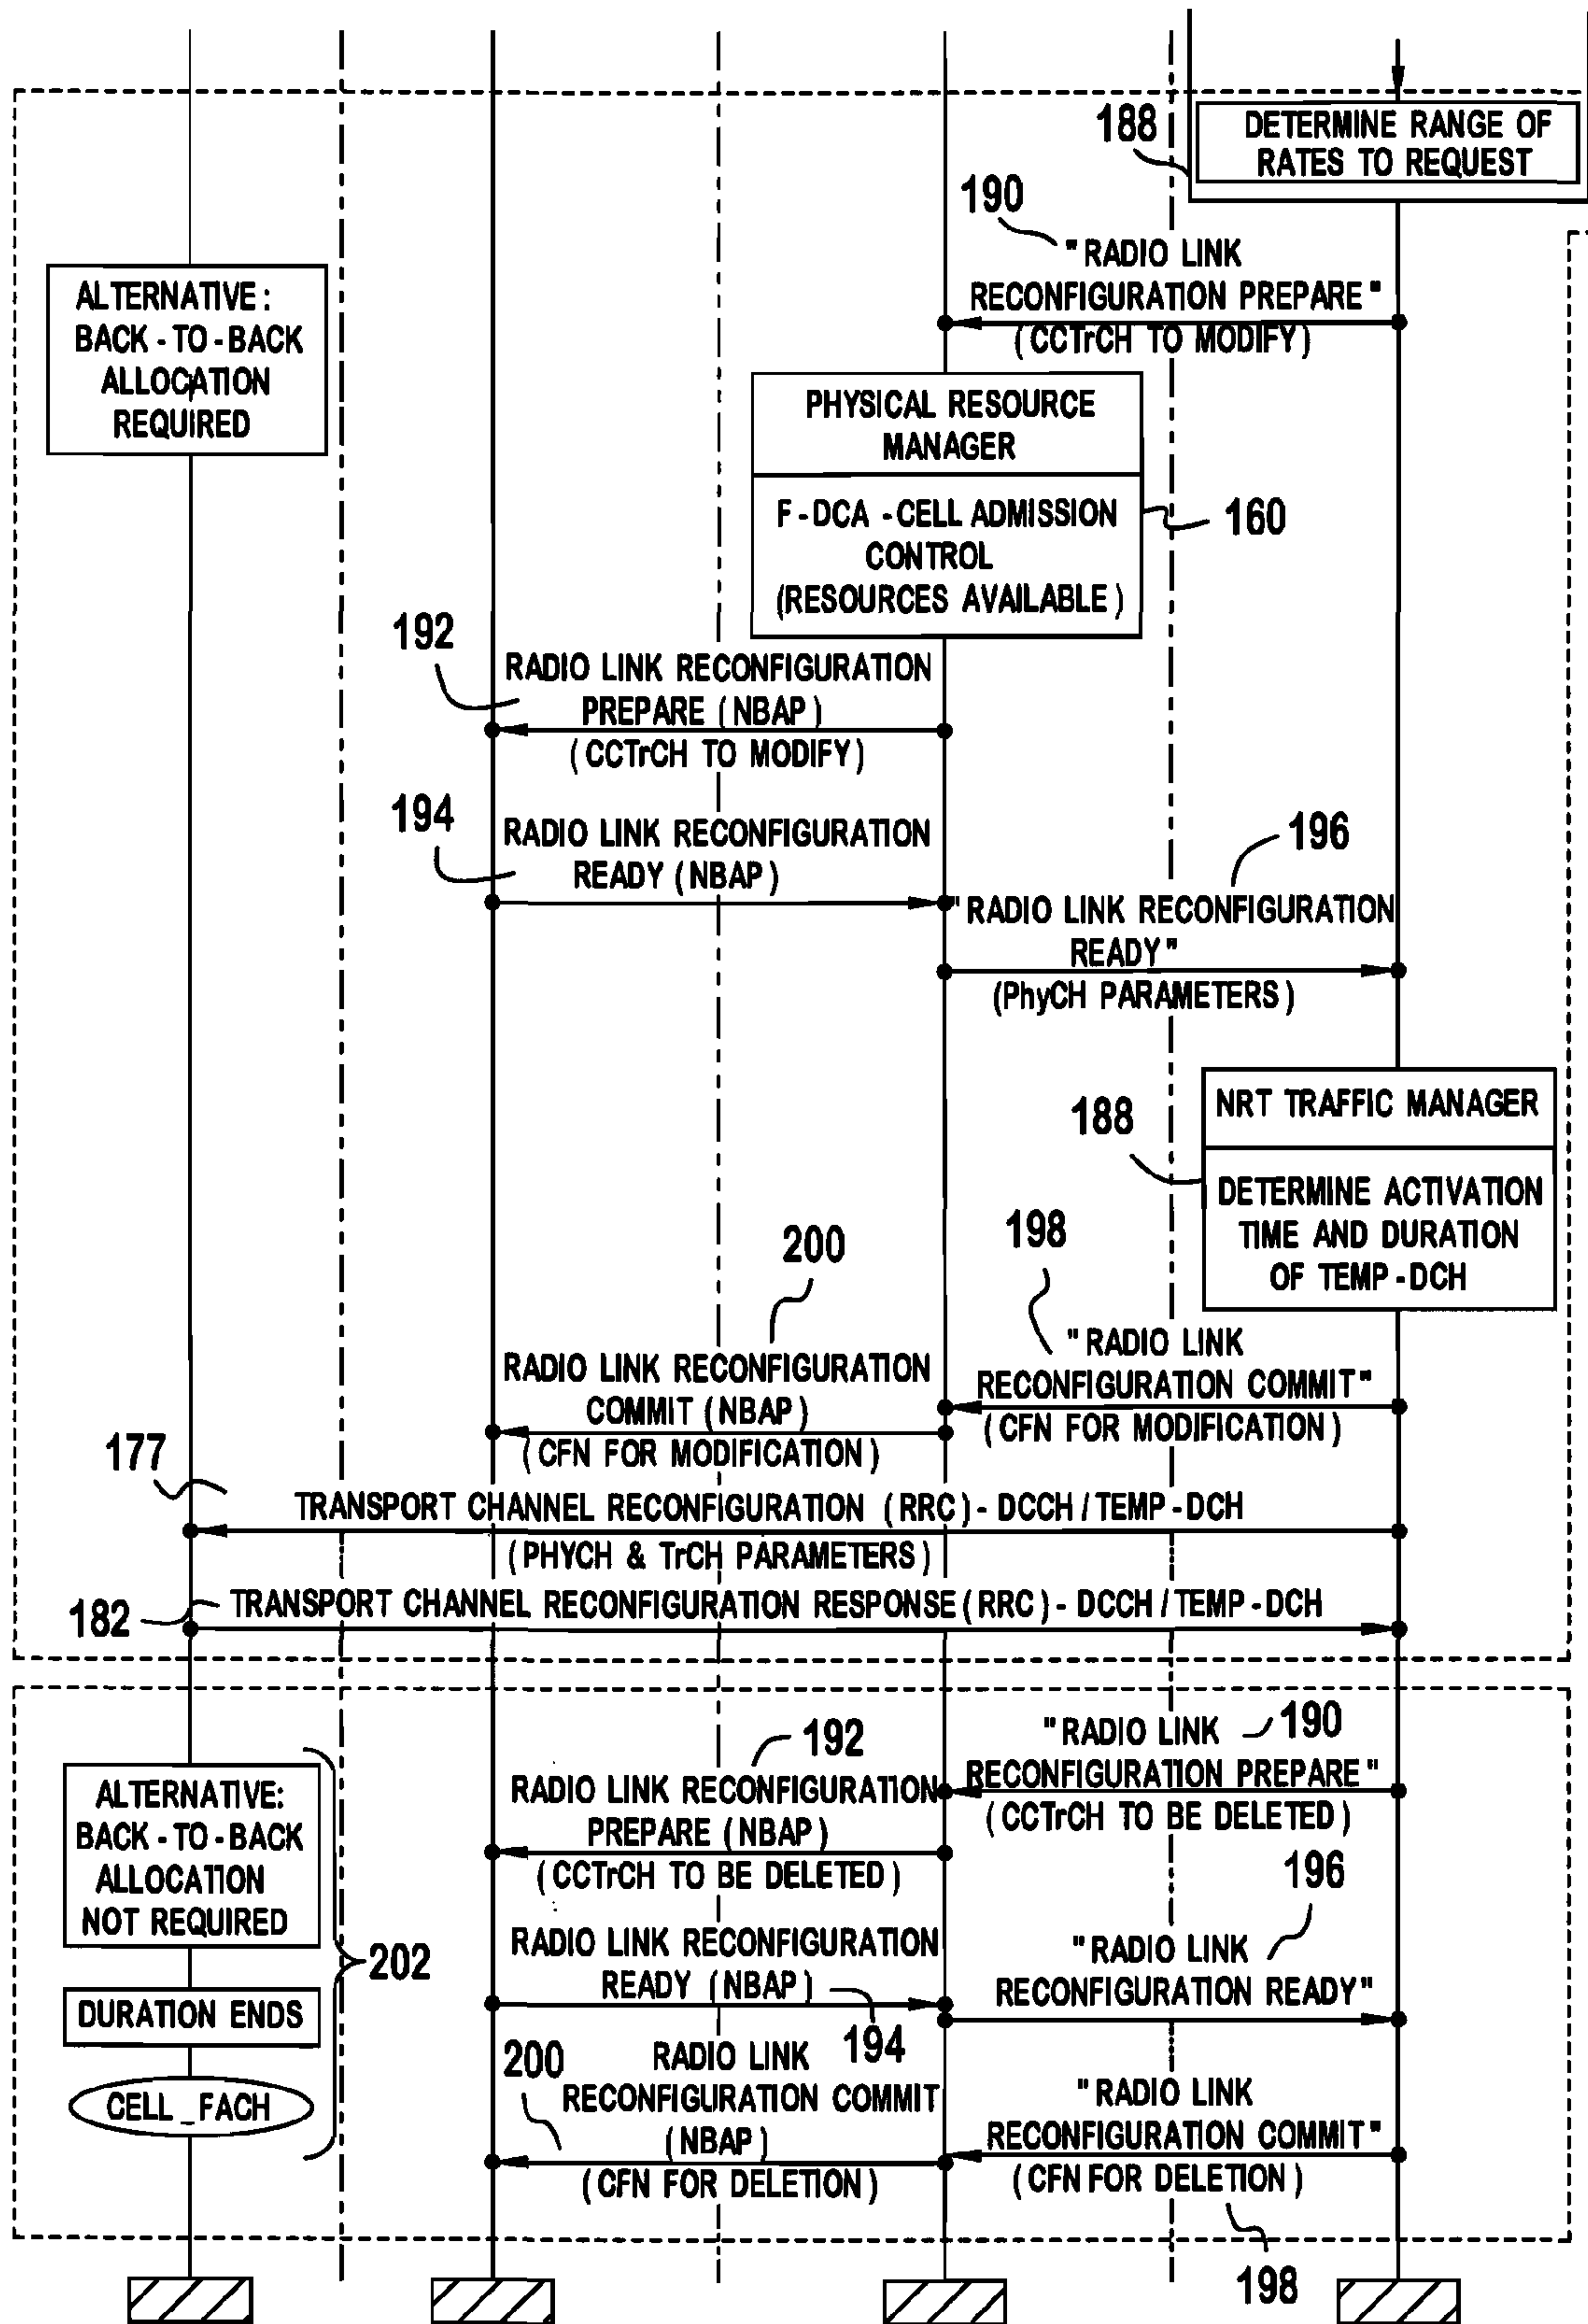 188
DETERMINE RANGE OF
RATES TO REQUEST
190
"RADIO LINK
RECONFIGURATION PREPARE"
(CCTrCH TO MODIFY)
ALTERNATIVE:
BACK-TO-BACK
ALLOCATION
REQUIRED
PHYSICAL RESOURCE
MANAGER
F-DCA-CELL ADMISSION
CONTROL
(RESOURCES AVAILABLE)
160
192
RADIO LINK RECONFIGURATION
PREPARE (NBAP)
(CCTrCH TO MODIFY)
194
RADIO LINK RECONFIGURATION
READY (NBAP)
196
"RADIO LINK RECONFIGURATION
READY"
(PhyCH PARAMETERS)
188
NRT TRAFFIC MANAGER
DETERMINE ACTIVATION
TIME AND DURATION
OF TEMP-DCH
198
"RADIO LINK
RECONFIGURATION COMMIT"
(CFN FOR MODIFICATION)
200
RADIO LINK RECONFIGURATION
COMMIT (NBAP)
(CFN FOR MODIFICATION)
177
TRANSPORT CHANNEL RECONFIGURATION (RRC)-DCCH/TEMP-DCH
(PHYCH & TrCH PARAMETERS)
182
TRANSPORT CHANNEL RECONFIGURATION RESPONSE(RRC)-DCCH/TEMP-DCH
190
"RADIO LINK
RECONFIGURATION PREPARE"
(CCTrCH TO BE DELETED)
192
RADIO LINK RECONFIGURATION
PREPARE (NBAP)
(CCTrCH TO BE DELETED)
ALTERNATIVE:
BACK-TO-BACK
ALLOCATION
NOT REQUIRED
202
DURATION ENDS
CELL_FACH
RADIO LINK RECONFIGURATION
READY (NBAP)
194
196
"RADIO LINK
RECONFIGURATION READY"
200
RADIO LINK
RECONFIGURATION COMMIT
(NBAP)
(CFN FOR DELETION)
"RADIO LINK
RECONFIGURATION COMMIT"
(CFN FOR DELETION)
198